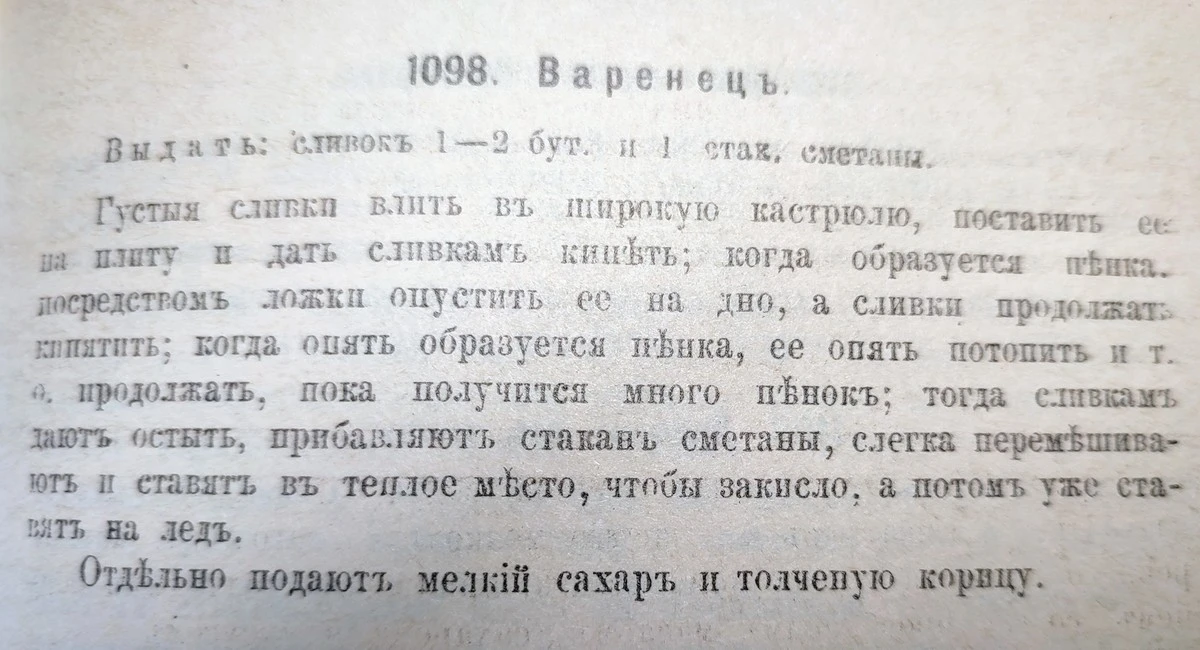 1098. Варенецъ.
Выдать: сливокъ 1—2 бут. и 1 стак. сметаны.
Густыя сливки влить въ широкую кастрюлю, поставить ее
на плиту и дать сливкамъ кипѣть; когда образуется пѣнка,
посредствомъ ложки опустить ее на дно, а сливки продолжать
кипятить; когда опять образуется пѣнка, ее опять потопить и т.
о. продолжать, пока получится много пѣнокъ; тогда сливкамъ
даютъ остыть, прибавляютъ стаканъ сметаны, слегка перемѣшива-
ютъ и ставятъ въ теплое мѣсто, чтобы закисло, а потомъ уже ста-
вятъ на ледъ.
Отдѣльно подаютъ мелкій сахаръ и толченую корицу.